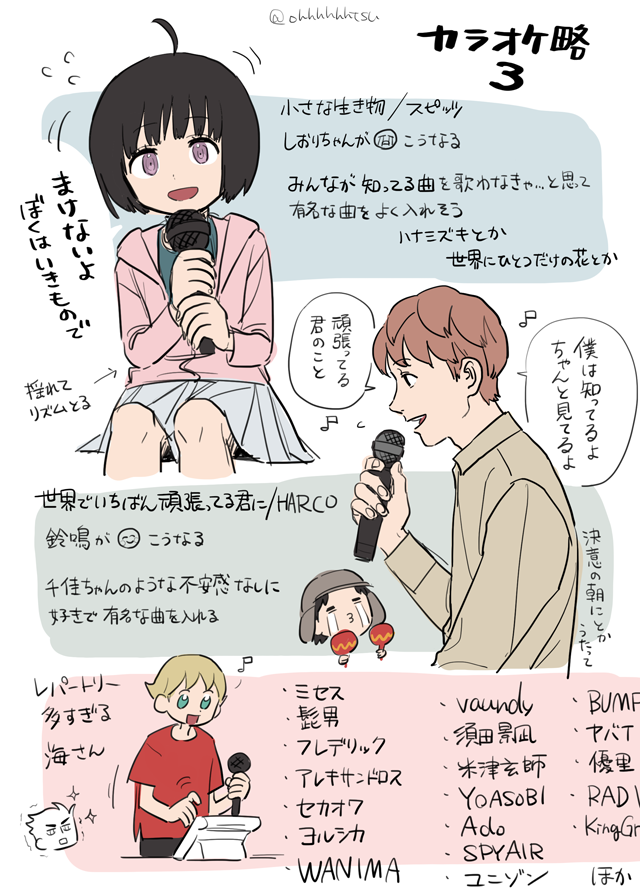 @ohhhhhhtsu
カラオケ略
3
小さな生き物/スピッツ
しおりちゃんが こうなる
みんなが知ってる曲を歌わなきゃ…と思って
有名な曲をよく入れそう
ハナミズキとか
世界にひとつだけの花とか
まけないよ
ぼくはいきもので
揺れて
リズムとる
頑張ってる
君のこと
僕は知ってるよ
ちゃんと見てるよ
世界でいちばん頑張ってる君に/HARCO
鈴鳴が こうなる
千佳ちゃんのような不安感なしに
好きで有名な曲を入れる
決意の朝にとか
うたって
レパートリー
多すぎる
海さん
・ミセス
・髭男
・フレデリック
・アレキサンドロス
・セカオワ
・ヨルシカ
・WANIMA
・vaundy
・須田景凪
・米津玄師
・YOASOBI
・Ado
・SPYAIR
・ユニゾン
・BUMP
・ヤバT
・優里
・RADW
・KingGn
ほか